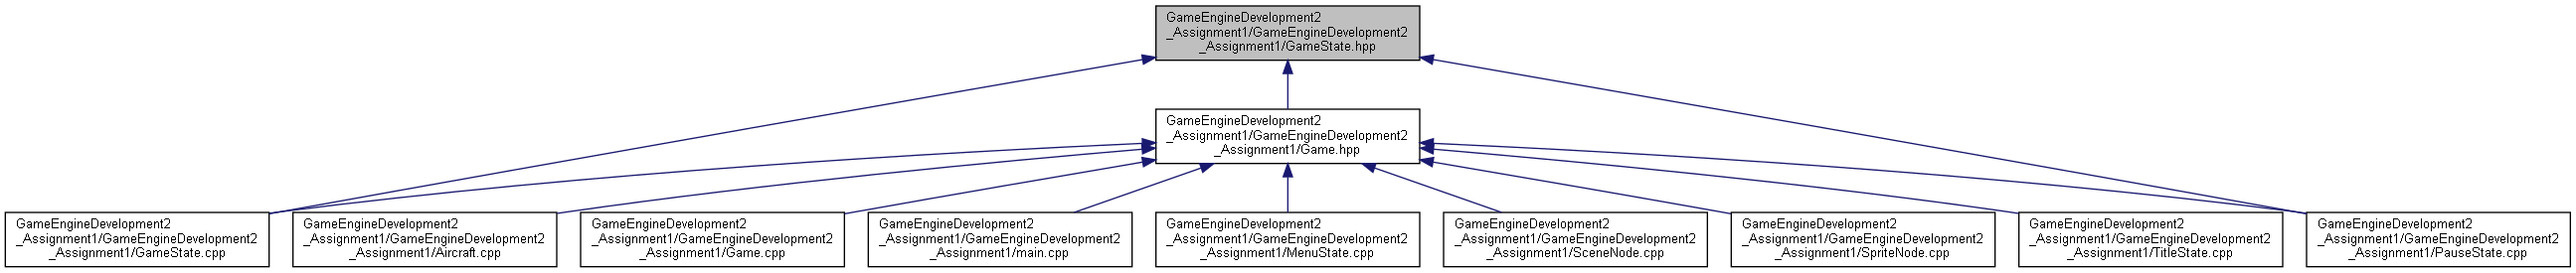 GameEngineDevelopment2
_Assignment1/GameEngineDevelopment2
_Assignment1/GameState.hpp
GameEngineDevelopment2
_Assignment1/GameEngineDevelopment2
_Assignment1/Game.hpp
GameEngineDevelopment2
_Assignment1/GameEngineDevelopment2
_Assignment1/GameState.cpp
GameEngineDevelopment2
_Assignment1/GameEngineDevelopment2
_Assignment1/Aircraft.cpp
GameEngineDevelopment2
_Assignment1/GameEngineDevelopment2
_Assignment1/Game.cpp
GameEngineDevelopment2
_Assignment1/GameEngineDevelopment2
_Assignment1/main.cpp
GameEngineDevelopment2
_Assignment1/GameEngineDevelopment2
_Assignment1/MenuState.cpp
GameEngineDevelopment2
_Assignment1/GameEngineDevelopment2
_Assignment1/SceneNode.cpp
GameEngineDevelopment2
_Assignment1/GameEngineDevelopment2
_Assignment1/SpriteNode.cpp
GameEngineDevelopment2
_Assignment1/GameEngineDevelopment2
_Assignment1/TitleState.cpp
GameEngineDevelopment2
_Assignment1/GameEngineDevelopment2
_Assignment1/PauseState.cpp